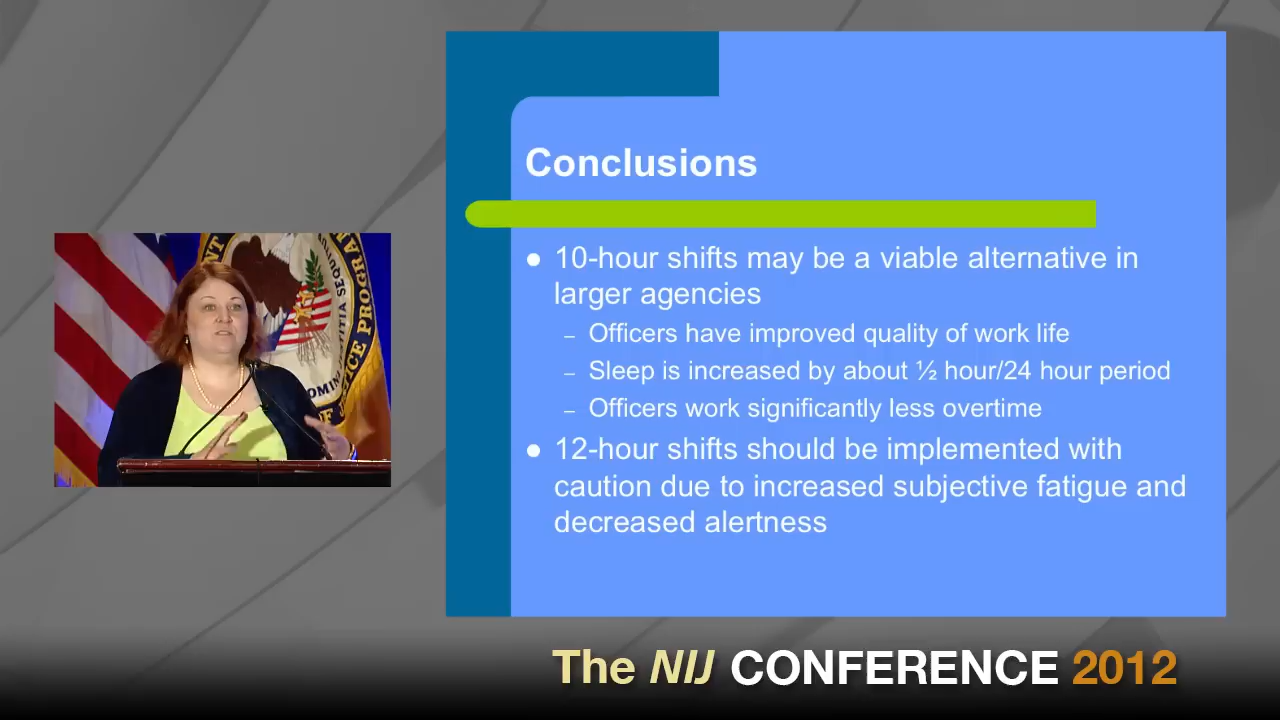 Conclusions
● 10-hour shifts may be a viable alternative in
larger agencies
– Officers have improved quality of work life
– Sleep is increased by about ½ hour/24 hour period
– Officers work significantly less overtime
● 12-hour shifts should be implemented with
caution due to increased subjective fatigue and
decreased alertness
JUSTICE PROGRA
The NIJ CONFERENCE 2012